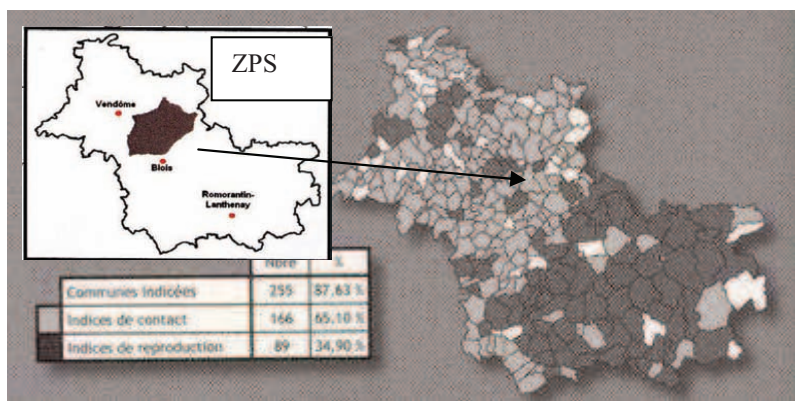 ZPS
Vendôme
Blois
Romorantin-
Lanthenay
Nbre %
Communes indicées 255 87,63 %
Indices de contact 166 65,10 %
Indices de reproduction 89 34,90 %